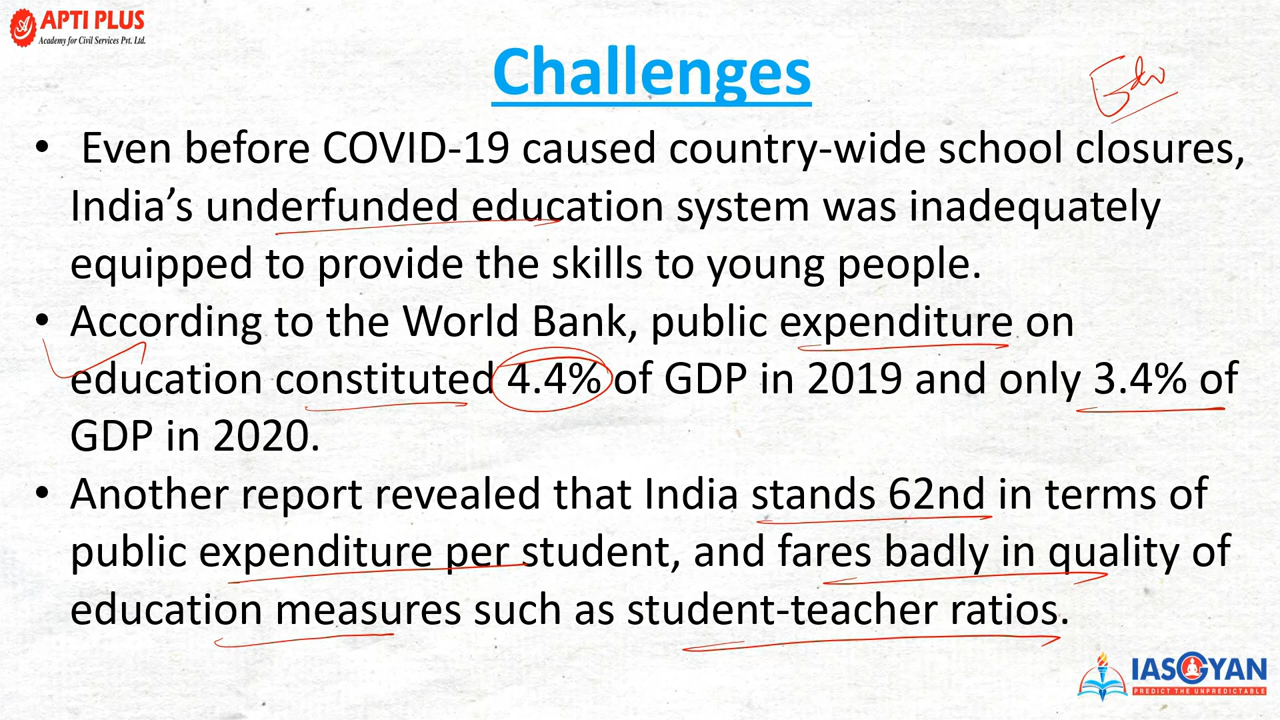 APTI PLUS
Academy for Civil Services Pvt. Ltd.
Challenges
Edu
• Even before COVID-19 caused country-wide school closures,
India’s underfunded education system was inadequately
equipped to provide the skills to young people.
• According to the World Bank, public expenditure on
education constituted 4.4% of GDP in 2019 and only 3.4% of
GDP in 2020.
• Another report revealed that India stands 62nd in terms of
public expenditure per student, and fares badly in quality of
education measures such as student-teacher ratios.
IASGYAN
PREDICT THE UNPREDICTABLE